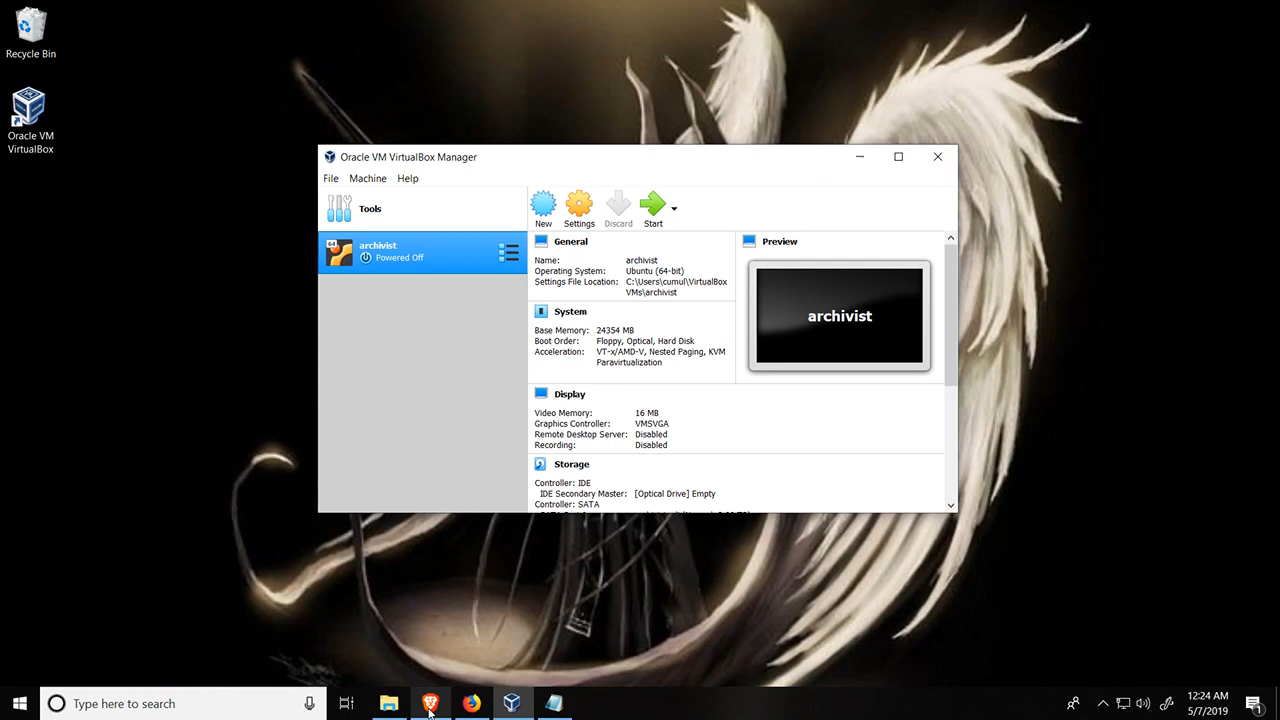 Recycle Bin
Oracle VM
VirtualBox
Oracle VM VirtualBox Manager
File Machine Help
Tools
New Settings Discard Start
64 archivist
Powered Off
General
Name: archivist
Operating System: Ubuntu (64-bit)
Settings File Location: C:\Users\cumul\VirtualBox
VMs\archivist
System
Base Memory: 24354 MB
Boot Order: Floppy, Optical, Hard Disk
Acceleration: VT-x/AMD-V, Nested Paging, KVM
Paravirtualization
Preview
archivist
Display
Video Memory: 16 MB
Graphics Controller: VMSVGA
Remote Desktop Server: Disabled
Recording: Disabled
Storage
Controller: IDE
IDE Secondary Master: [Optical Drive] Empty
Controller: SATA
Type here to search
12:24 AM
5/7/2019
1